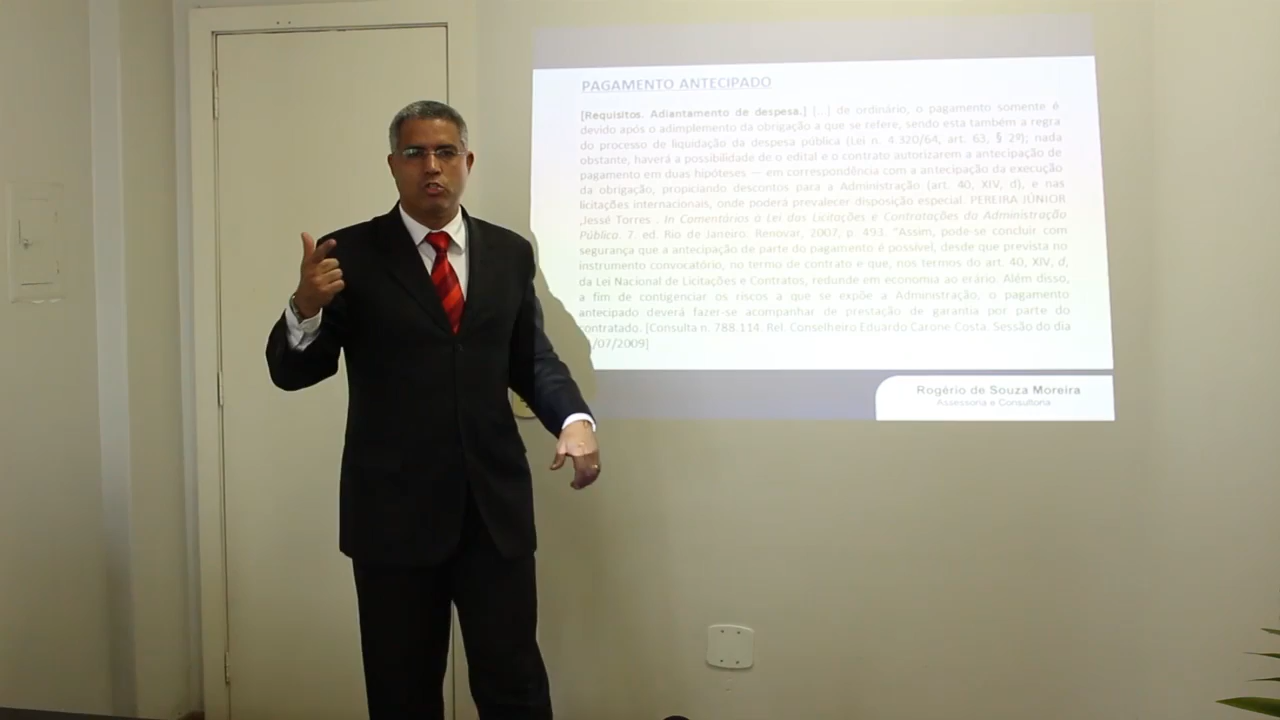 PAGAMENTO ANTECIPADO
[Requisitos. Adiantamento de despesa.] [...] de ordinário, o pagamento somente é
devido após o adimplemento da obrigação a que se refere, sendo esta também a regra
do processo de liquidação da despesa pública (Lei n. 4.320/64, art. 63, § 2º); nada
obstante, haverá a possibilidade de o edital e o contrato autorizarem a antecipação de
pagamento em duas hipóteses — em correspondência com a antecipação da execução
da obrigação, propiciando descontos para a Administração (art. 40, XIV, d), e nas
licitações internacionais, onde poderá prevalecer disposição especial. PEREIRA JÚNIOR
,Jessé Torres . In Comentários à Lei das Licitações e Contratações da Administração
Pública. 7. ed. Rio de Janeiro: Renovar, 2007, p. 493. "Assim, pode-se concluir com
segurança que a antecipação de parte do pagamento é possível, desde que prevista no
instrumento convocatório, no termo de contrato e que, nos termos do art. 40, XIV, d,
da Lei Nacional de Licitações e Contratos, redunde em economia ao erário. Além disso,
a fim de contigenciar os riscos a que se expõe a Administração, o pagamento
antecipado deverá fazer-se acompanhar de prestação de garantia por parte do
contratado. [Consulta n. 788.114. Rel. Conselheiro Eduardo Carone Costa. Sessão do dia
/07/2009]
Rogério de Souza Moreira
Assessoria e Consultoria